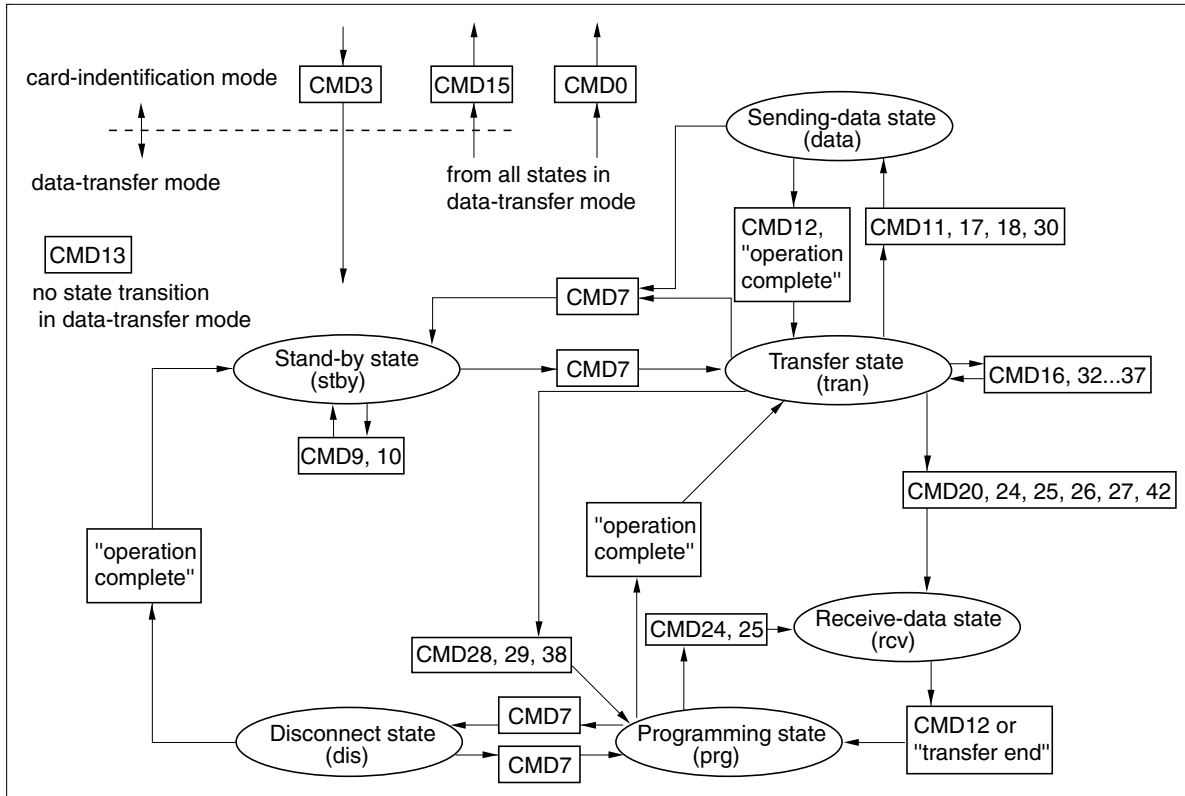 card-indentification mode
CMD3
CMD15
CMD0
data-transfer mode
from all states in
data-transfer mode
Sending-data state
(data)
CMD13
no state transition
in data-transfer mode
CMD12,
"operation
complete"
CMD11, 17, 18, 30
CMD7
Stand-by state
(stby)
CMD7
Transfer state
(tran)
CMD16, 32...37
CMD9, 10
CMD20, 24, 25, 26, 27, 42
"operation
complete"
"operation
complete"
CMD28, 29, 38
CMD24, 25
Receive-data state
(rcv)
Disconnect state
(dis)
CMD7
CMD7
Programming state
(prg)
CMD12 or
"transfer end"